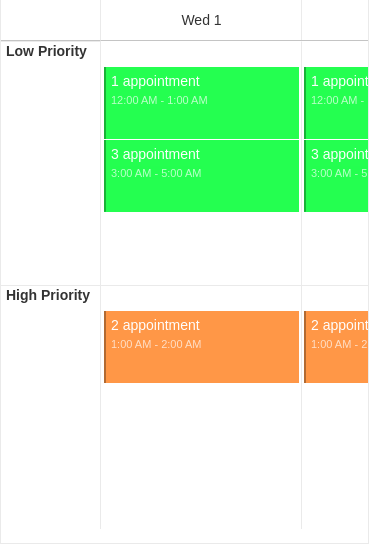 Wed 1
Low Priority
1 appointment
12:00 AM - 1:00 AM
1 appoint
12:00 AM -
3 appointment
3:00 AM - 5:00 AM
3 appoint
3:00 AM - 5
High Priority
2 appointment
1:00 AM - 2:00 AM
2 appoint
1:00 AM - 2